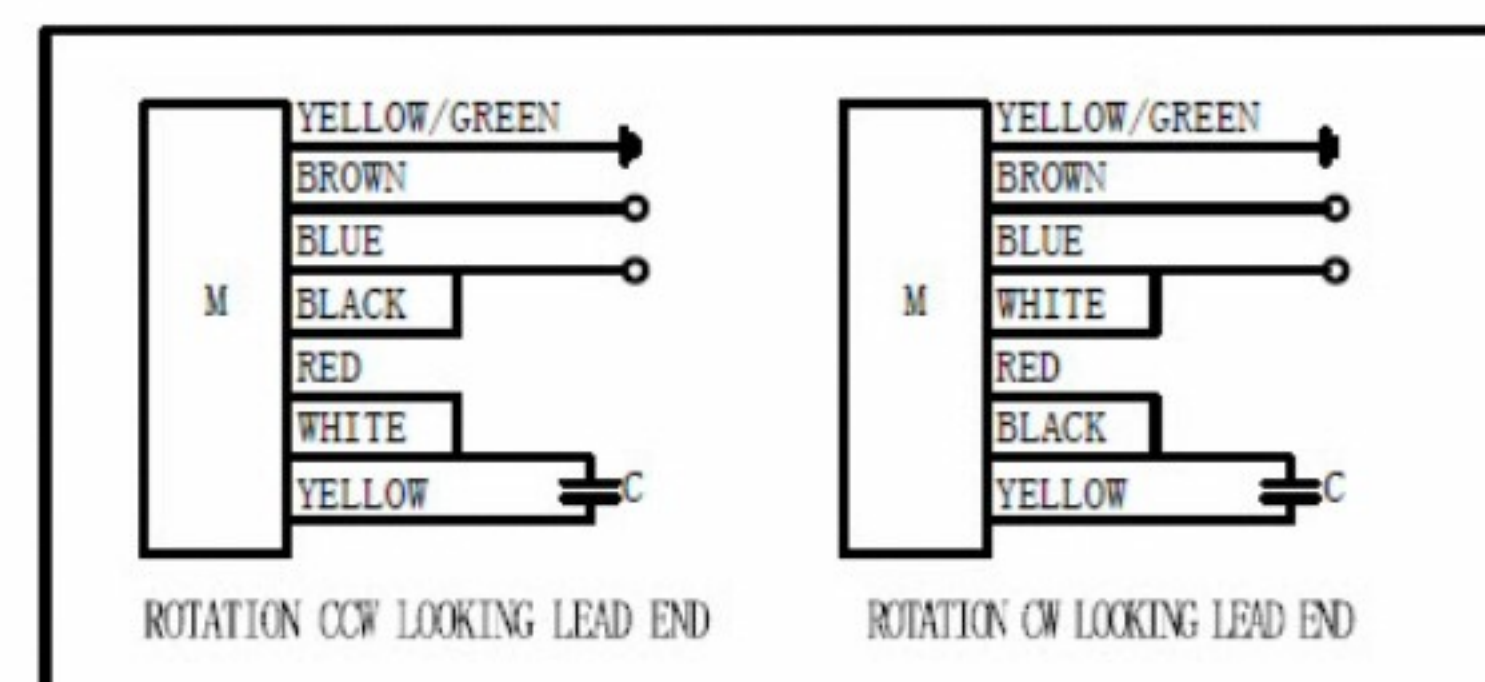 YELLOW/GREEN
BROWN
BLUE
M
BLACK
RED
WHITE
YELLOW
C
ROTATION CCW LOOKING LEAD END
YELLOW/GREEN
BROWN
BLUE
M
WHITE
RED
BLACK
YELLOW
C
ROTATION CW LOOKING LEAD END